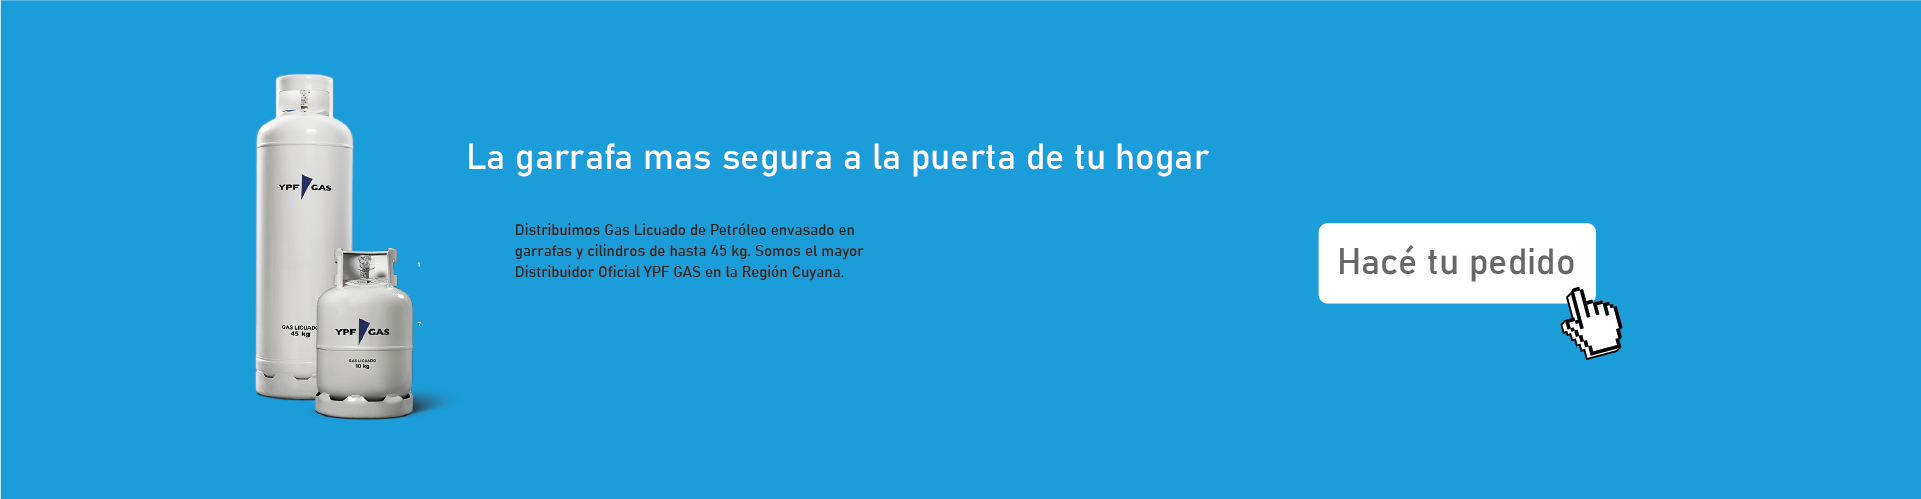 La garrafa mas segura a la puerta de tu hogar
Distribuimos Gas Licuado de Petróleo envasado en
garrafas y cilindros de hasta 45 kg. Somos el mayor
Distribuidor Oficial YPF GAS en la Región Cuyana.
Hacé tu pedido
YPF GAS
GAS LICUADO
45 kg
YPF GAS
GAS LICUADO
10 kg
1
7